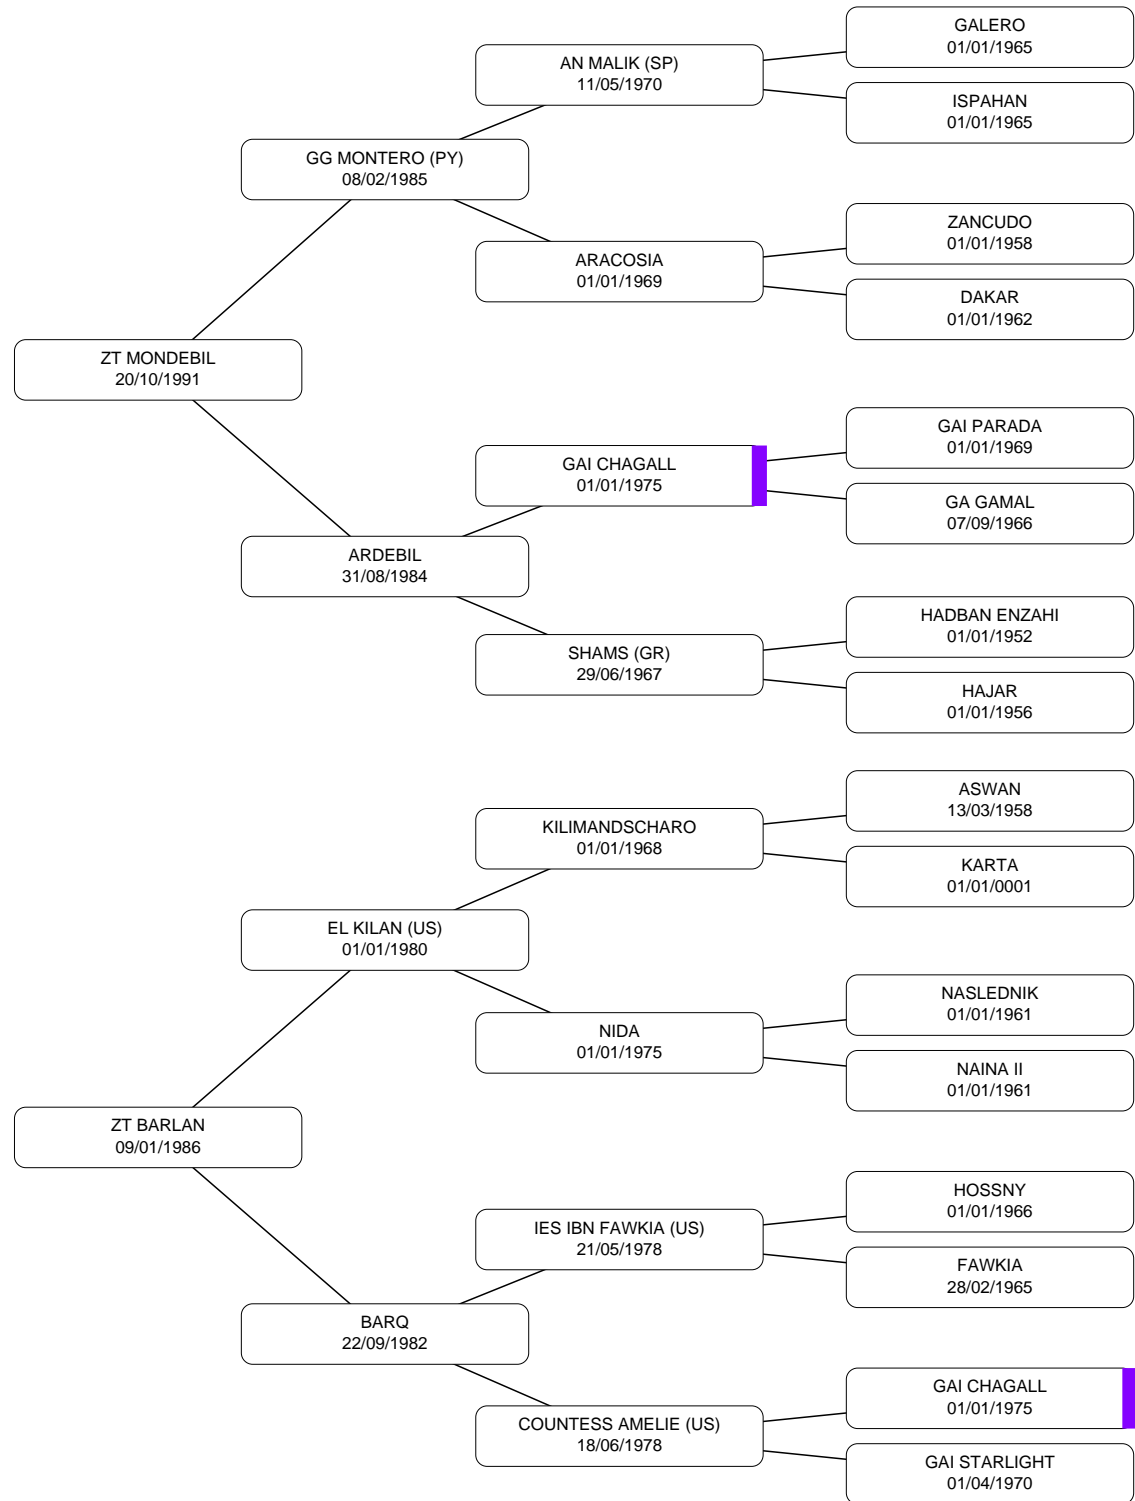 GALERO
01/01/1965
AN MALIK (SP)
11/05/1970
ISPAHAN
01/01/1965
GG MONTERO (PY)
08/02/1985
ZANCUDO
01/01/1958
ARACOSIA
01/01/1969
DAKAR
01/01/1962
ZT MONDEBIL
20/10/1991
GAI PARADA
01/01/1969
GAI CHAGALL
01/01/1975
GA GAMAL
07/09/1966
ARDEBIL
31/08/1984
HADBAN ENZAHI
01/01/1952
SHAMS (GR)
29/06/1967
HAJAR
01/01/1956
ASWAN
13/03/1958
KILIMANDSCHARO
01/01/1968
KARTA
01/01/0001
EL KILAN (US)
01/01/1980
NASLEDNIK
01/01/1961
NIDA
01/01/1975
NAINA II
01/01/1961
ZT BARLAN
09/01/1986
HOSSNY
01/01/1966
IES IBN FAWKIA (US)
21/05/1978
FAWKIA
28/02/1965
BARQ
22/09/1982
GAI CHAGALL
01/01/1975
COUNTESS AMELIE (US)
18/06/1978
GAI STARLIGHT
01/04/1970